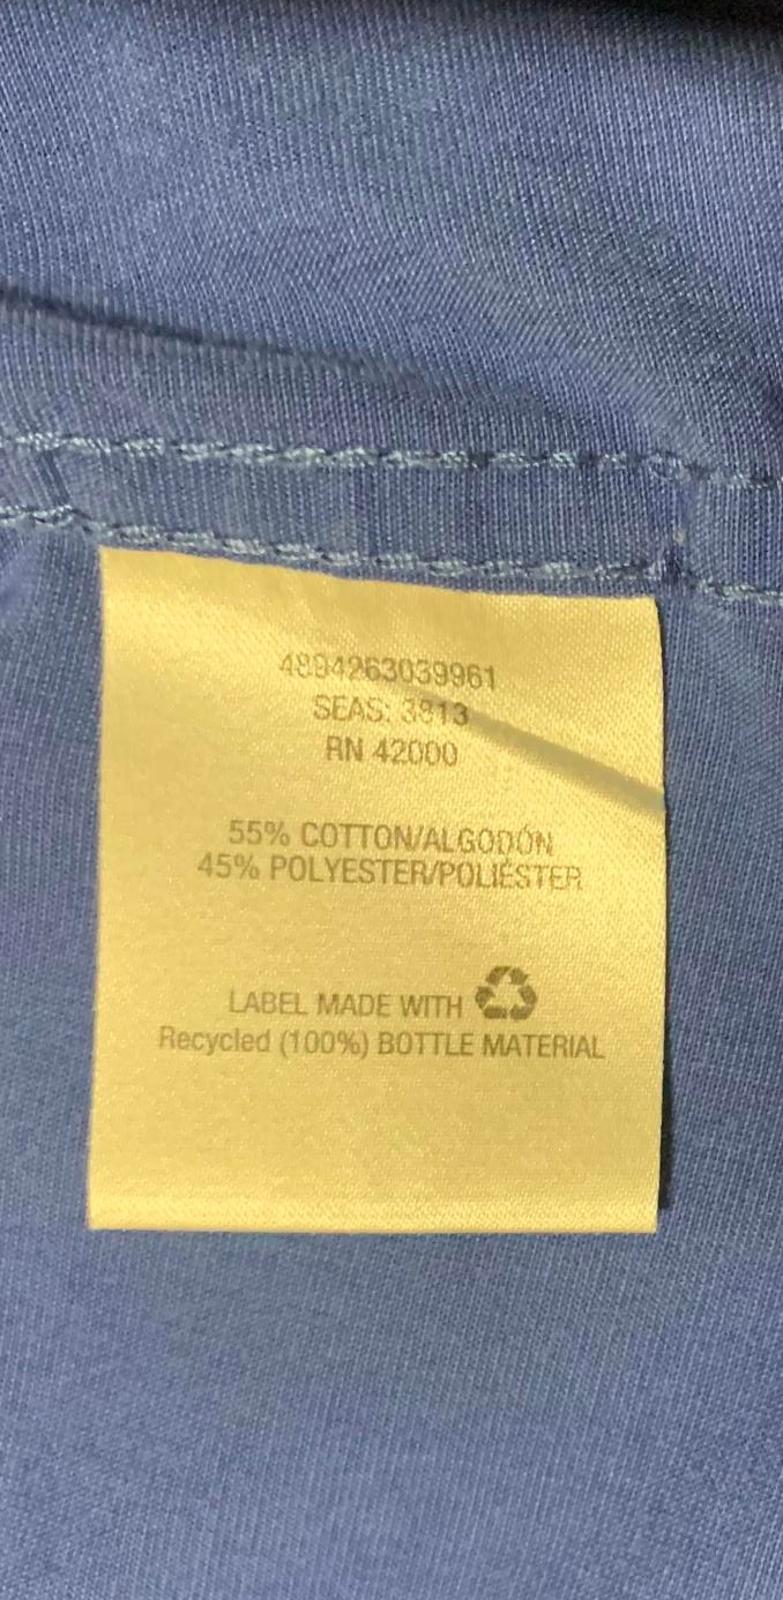 4894263039961
SEAS: 3813
RN 42000
55% COTTON/ALGODÓN
45% POLYESTER/POLIÉSTER
LABEL MADE WITH
Recycled (100%) BOTTLE MATERIAL